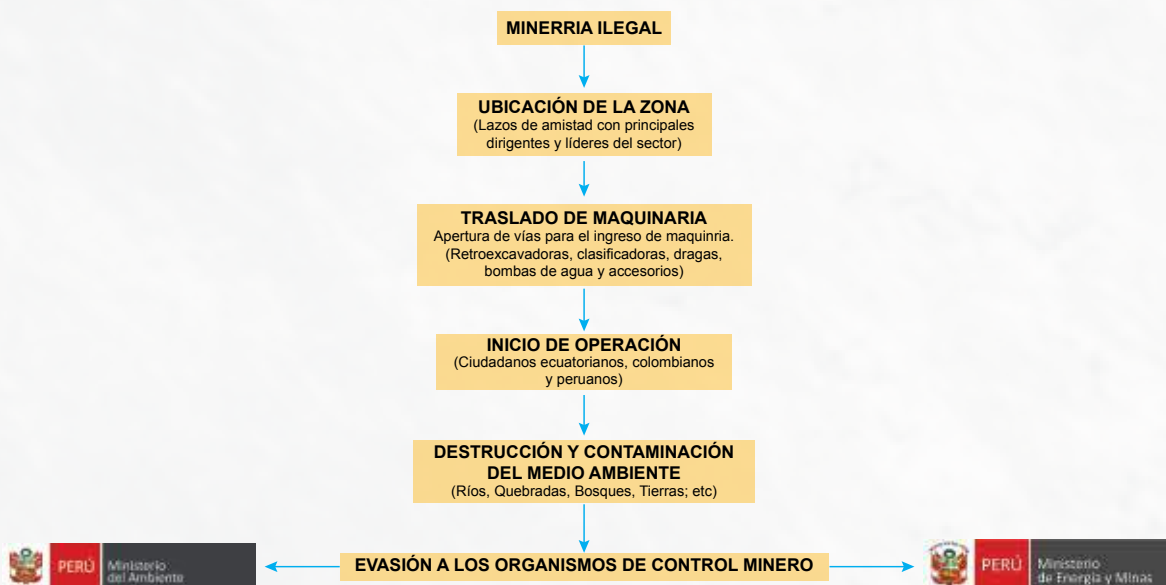 MINERRIA ILEGAL
UBICACIÓN DE LA ZONA
(Lazos de amistad con principales
dirigentes y líderes del sector)
TRASLADO DE MAQUINARIA
Apertura de vías para el ingreso de maquinria.
(Retroexcavadoras, clasificadoras, dragas,
bombas de agua y accesorios)
INICIO DE OPERACIÓN
(Ciudadanos ecuatorianos, colombianos
y peruanos)
DESTRUCCIÓN Y CONTAMINACIÓN
DEL MEDIO AMBIENTE
(Ríos, Quebradas, Bosques, Tierras; etc)
PERÚ
Ministerio
del Ambiente
EVASIÓN A LOS ORGANISMOS DE CONTROL MINERO
PERÚ
Ministerio
de Energía y Minas